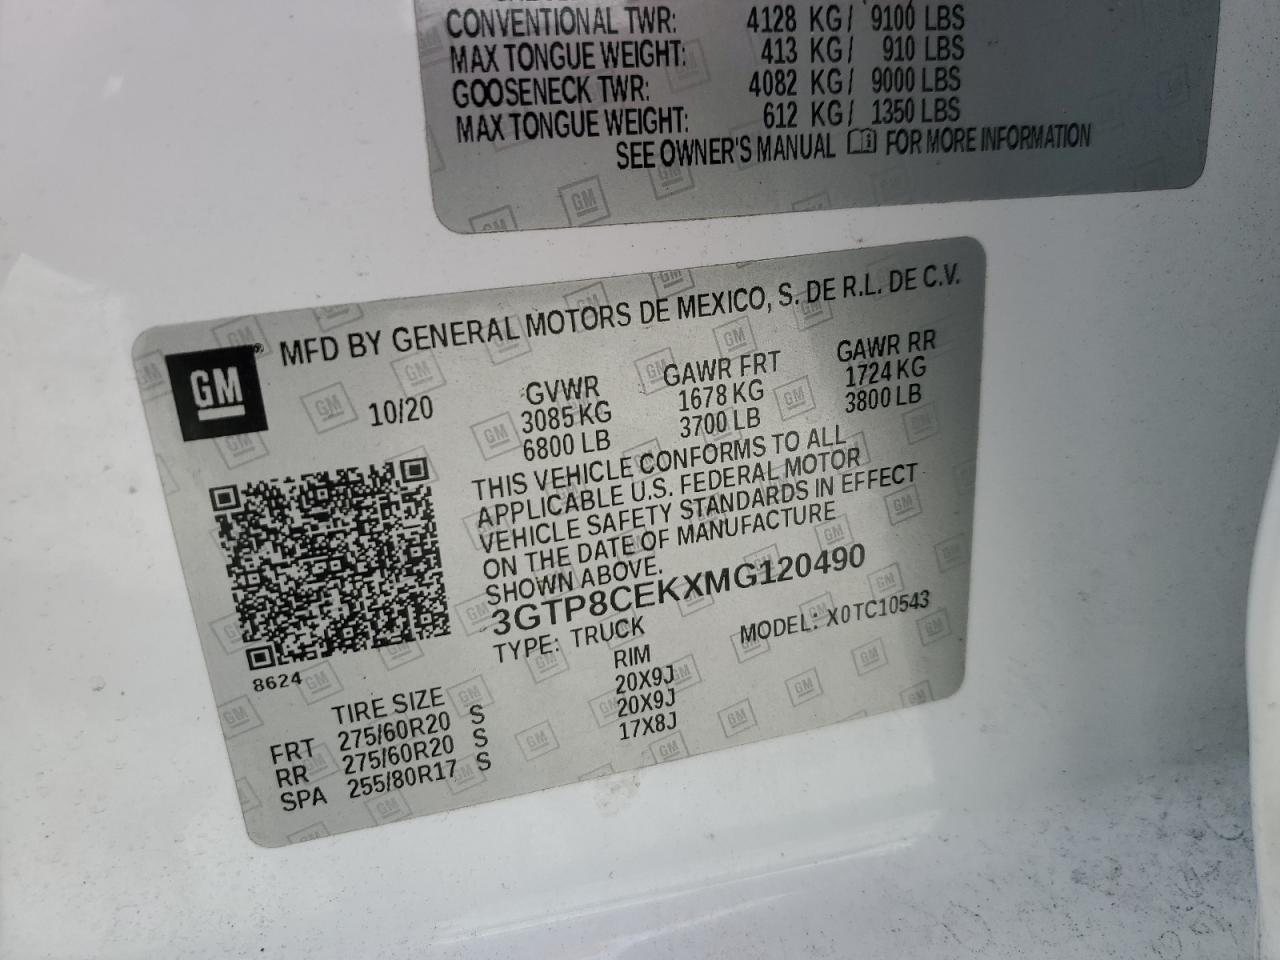 CONVENTIONAL TWR: 4128 KG/ 9100 LBS
MAX TONGUE WEIGHT: 413 KG/ 910 LBS
GOOSENECK TWR: 4082 KG/ 9000 LBS
MAX TONGUE WEIGHT: 612 KG/ 1350 LBS
SEE OWNER'S MANUAL FOR MORE INFORMATION
GM® MFD BY GENERAL MOTORS DE MEXICO, S. DE R.L. DE C.V.
10/20
GVWR GAWR FRT GAWR RR
3085 KG 1678 KG 1724 KG
6800 LB 3700 LB 3800 LB
THIS VEHICLE CONFORMS TO ALL
APPLICABLE U.S. FEDERAL MOTOR
VEHICLE SAFETY STANDARDS IN EFFECT
ON THE DATE OF MANUFACTURE
SHOWN ABOVE.
3GTP8CEKXMG120490
TYPE: TRUCK MODEL: X0TC10543
8624
TIRE SIZE RIM
FRT 275/60R20 S 20X9J
RR 275/60R20 S 20X9J
SPA 255/80R17 S 17X8J